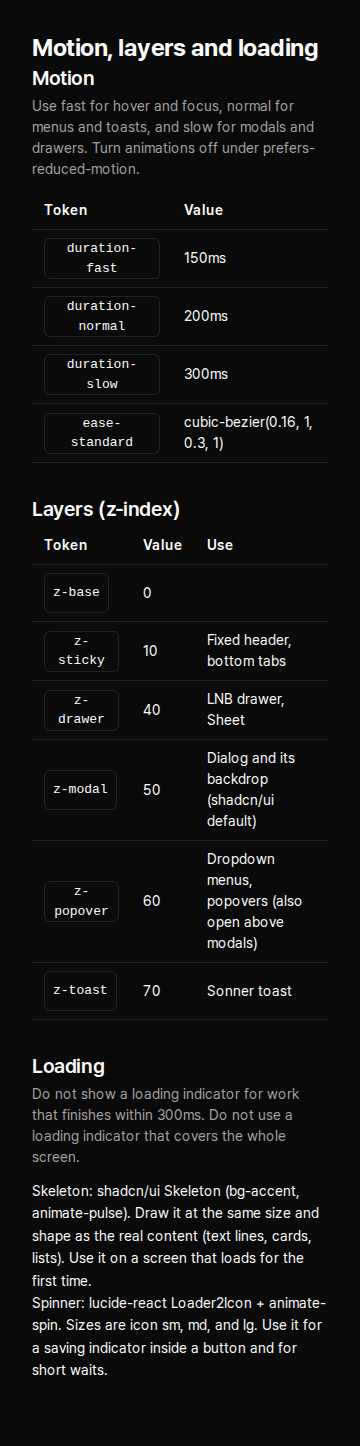 Motion, layers and loading
Motion
Use fast for hover and focus, normal for
menus and toasts, and slow for modals and
drawers. Turn animations off under prefers-
reduced-motion.
Token Value
duration-
fast
150ms
duration-
normal
200ms
duration-
slow
300ms
ease-
standard
cubic-bezier(0.16, 1,
0.3, 1)
Layers (z-index)
Token Value Use
z-base 0
z-
sticky
10
Fixed header,
bottom tabs
z-
drawer
40
LNB drawer,
Sheet
z-modal
50
Dialog and its
backdrop
(shadcn/ui
default)
z-
popover
60
Dropdown
menus,
popovers (also
open above
modals)
z-toast 70 Sonner toast
Loading
Do not show a loading indicator for work
that finishes within 300ms. Do not use a
loading indicator that covers the whole
screen.
Skeleton: shadcn/ui Skeleton (bg-accent,
animate-pulse). Draw it at the same size and
shape as the real content (text lines, cards,
lists). Use it on a screen that loads for the
first time.
Spinner: lucide-react Loader2Icon + animate-
spin. Sizes are icon sm, md, and lg. Use it for
a saving indicator inside a button and for
short waits.